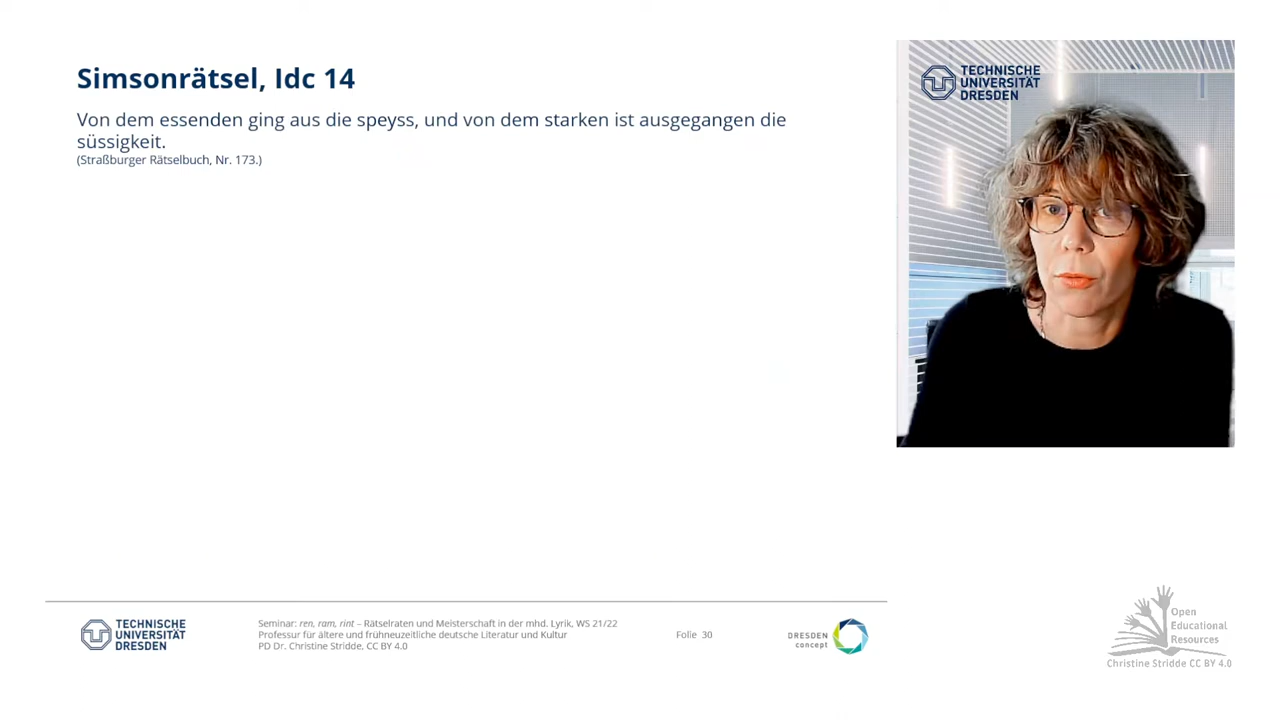 Simsonrätsel, Idc 14
Von dem essenden ging aus die speyss, und von dem starken ist ausgegangen die
süssigkeit.
(Straßburger Rätselbuch, Nr. 173.)
TECHNISCHE
UNIVERSITÄT
DRESDEN
TECHNISCHE
UNIVERSITÄT
DRESDEN
Seminar: ren, ram, rint – Rätselraten und Meisterschaft in der mhd. Lyrik, WS 21/22
Professur für ältere und frühneuzeitliche deutsche Literatur und Kultur
PD Dr. Christine Stridde, CC BY 4.0
Folie 30
DRESDEN
concept
Open
Educational
Resources
Christine Stridde CC BY 4.0